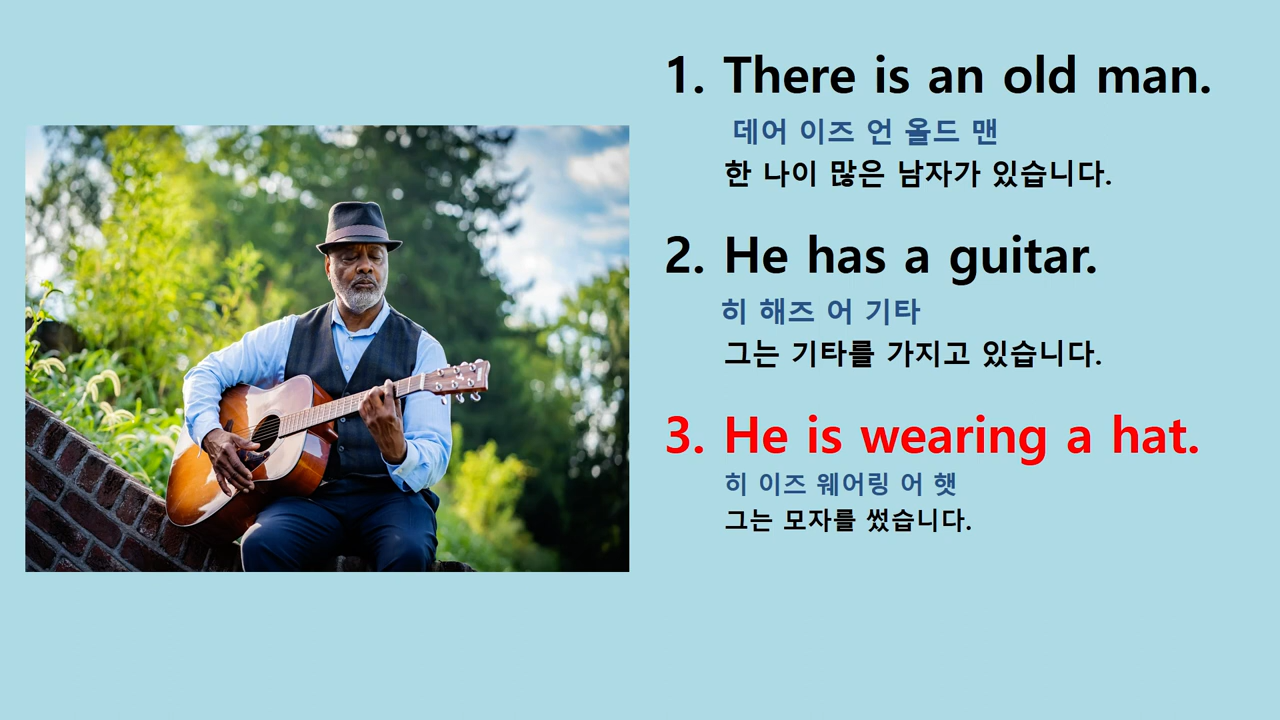 1. There is an old man.
데어 이즈 언 올드 맨
한 나이 많은 남자가 있습니다.
2. He has a guitar.
히 해즈 어 기타
그는 기타를 가지고 있습니다.
3. He is wearing a hat.
히 이즈 웨어링 어 햇
그는 모자를 썼습니다.